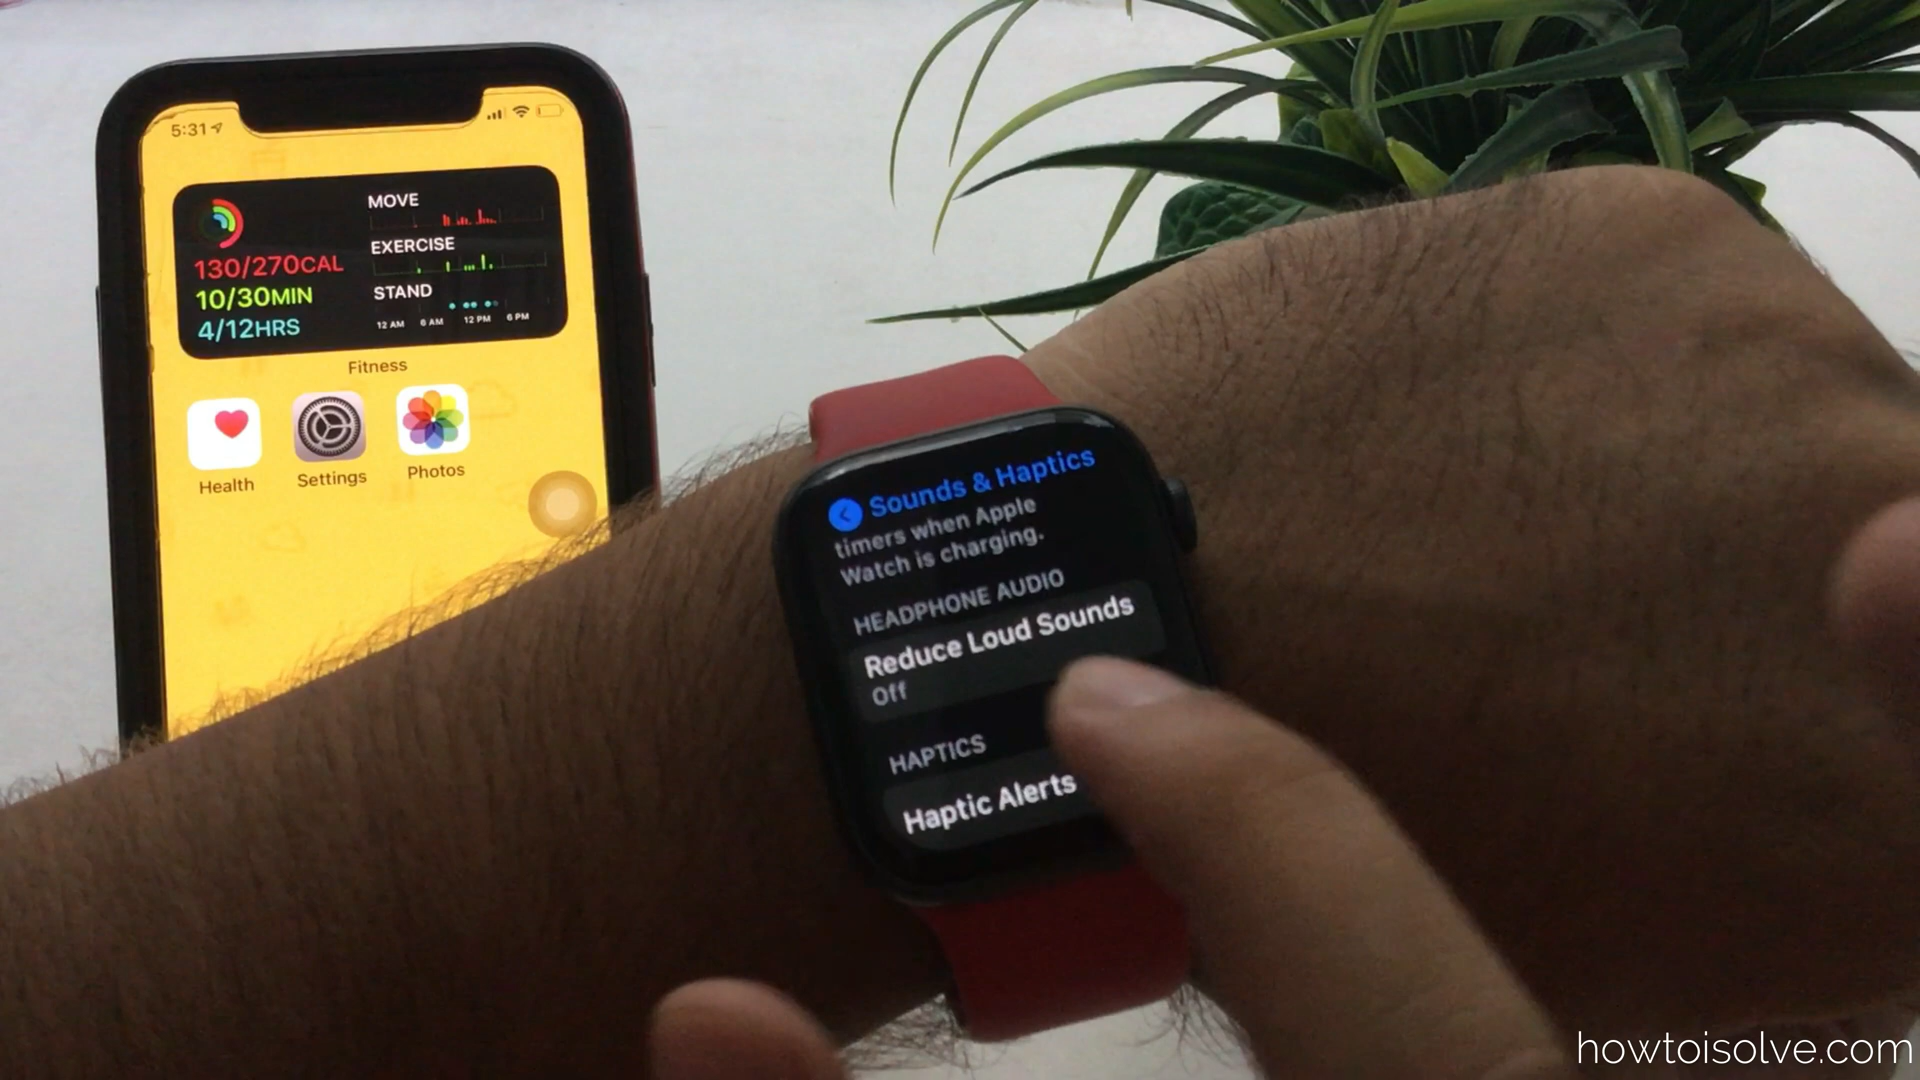 5:31
MOVE
130/270CAL
EXERCISE
10/30MIN
STAND
4/12HRS
12 AM 6 AM 12 PM 6 PM
Fitness
Health Settings Photos
Sounds & Haptics
timers when Apple
Watch is charging.
HEADPHONE AUDIO
Reduce Loud Sounds
Off
HAPTICS
Haptic Alerts
howtoisolve.com